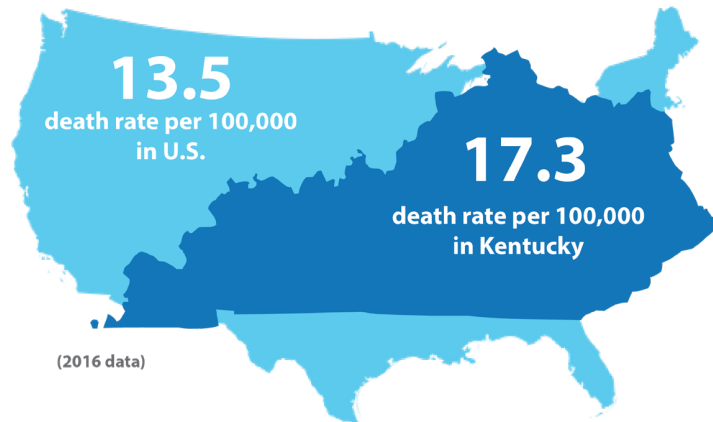 13.5
death rate per 100,000
in U.S.
17.3
death rate per 100,000
in Kentucky
(2016 data)